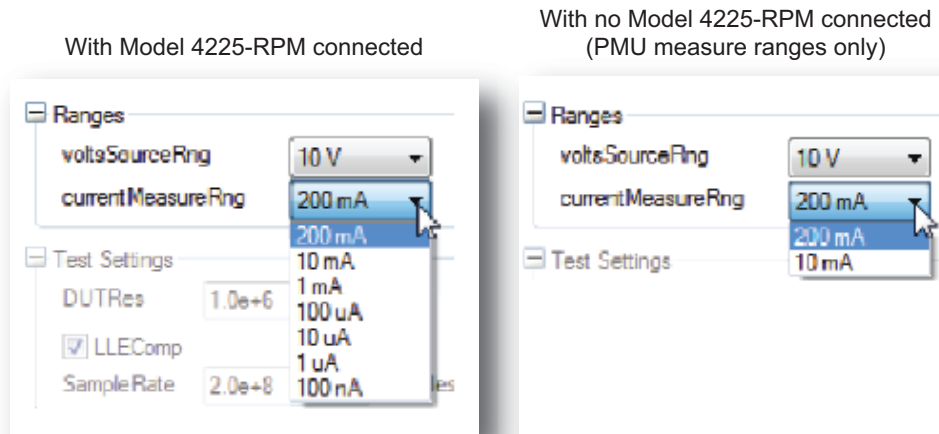 With Model 4225-RPM connected
Ranges
voltsSourceRng 10 V
currentMeasureRng 200 mA
200 mA
10 mA
1 mA
100 uA
10 uA
1 uA
100 nA
Test Settings
DUTRes 1.0e+6
LLEComp
SampleRate 2.0e+8
With no Model 4225-RPM connected
(PMU measure ranges only)
Ranges
voltsSourceRng 10 V
currentMeasureRng 200 mA
200 mA
10 mA
Test Settings